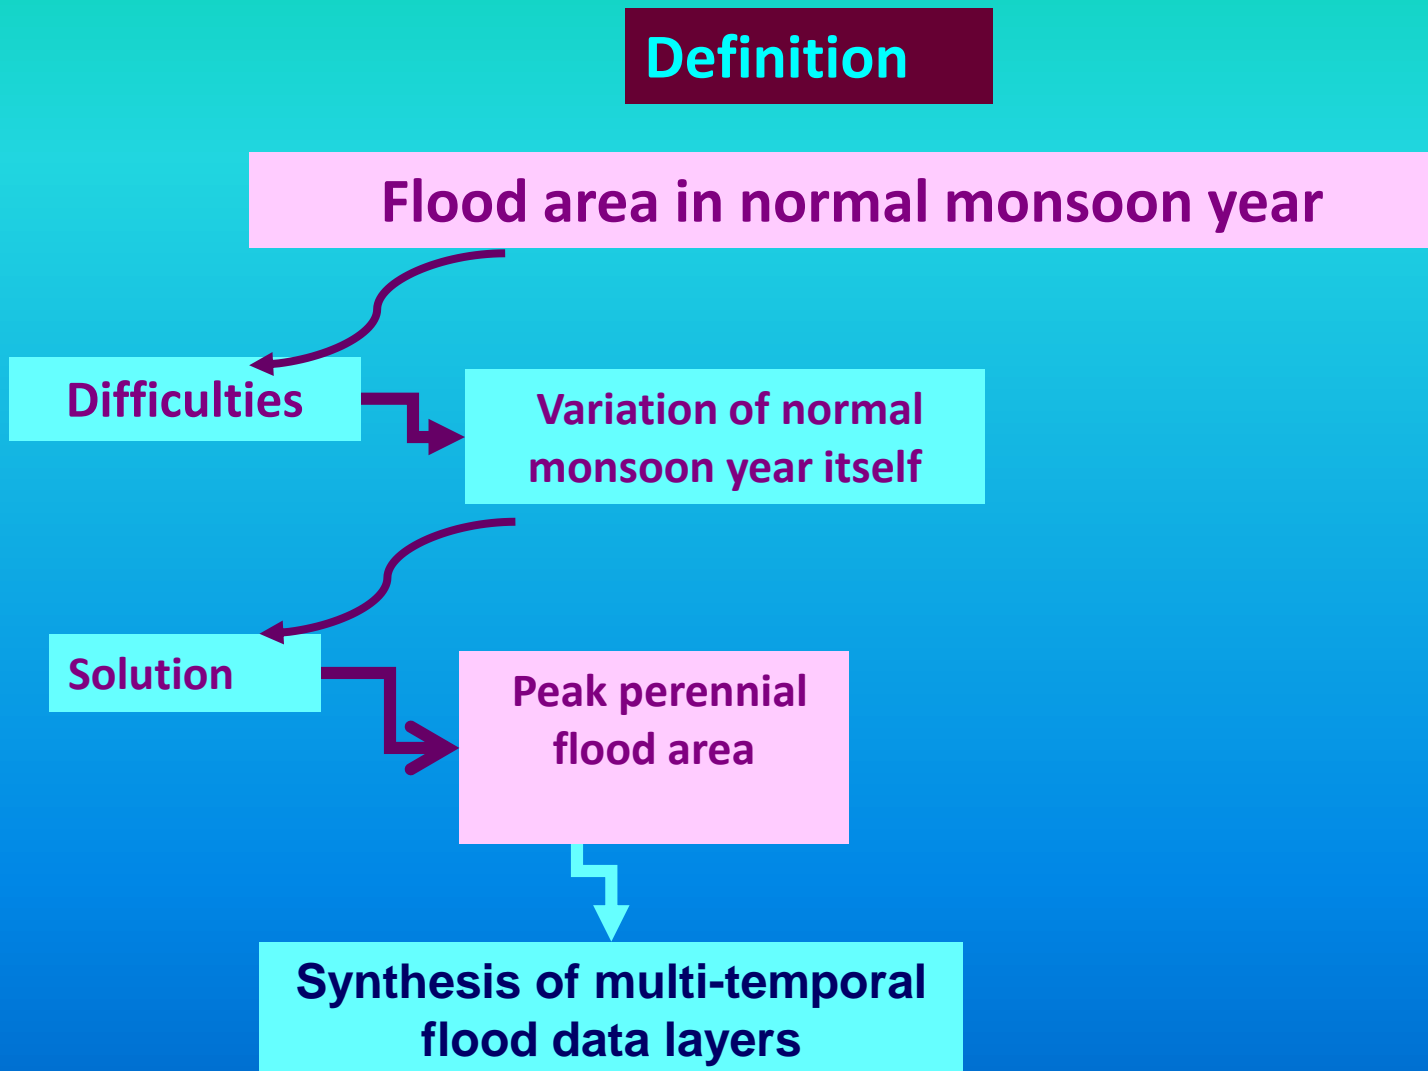 Definition
Flood area in normal monsoon year
Difficulties
Variation of normal
monsoon year itself
Solution
Peak perennial
flood area
Synthesis of multi-temporal
flood data layers